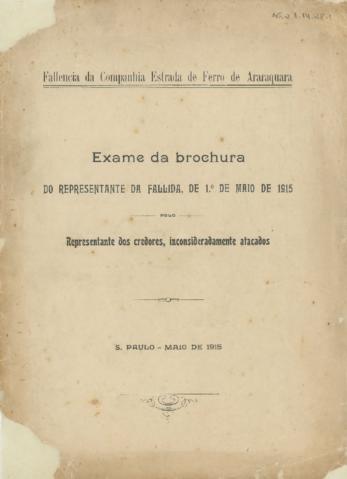 Fallencia da Companhia Estrada de Ferro de Araraquara
Exame da brochura
DO REPRESENTANTE DA FALLIDA, DE 1.º DE MAIO DE 1915
PELO
Representante dos credores, inconsideradamente atacados
S. PAULO - MAIO DE 1915